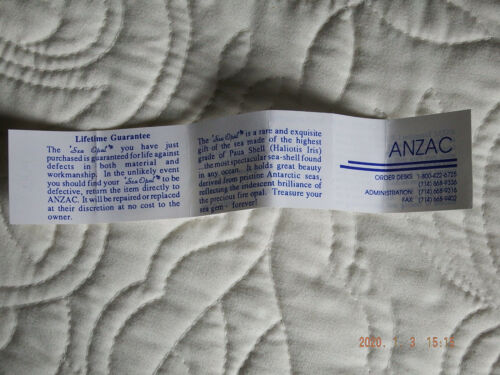 Lifetime Guarantee
The "Sea Opal"® you have just
purchased is guaranteed for life against
defects in both material and
workmanship. In the unlikely event
you should find your "Sea Opal"® to be
defective, return the item directly to
ANZAC. It will be repaired or replaced
at their discretion at no cost to the
owner.
The "Sea Opal"® is a rare and exquisite
gift of the sea made of the highest
grade of Paua Shell (Haliotis Iris)
the most spectacular sea-shell found
in any ocean. It holds great beauty
derived from pristine Antarctic seas,
reflecting the iridescent brilliance of
the precious fire opal. Treasure your
sea gem - forever!
ANZAC
ORDER DESKS 1-800-422-6725
(714) 668-9336
ADMINISTRATION: (714) 668-9216
FAX: (714) 668-9402
2020. 1. 3 15:13